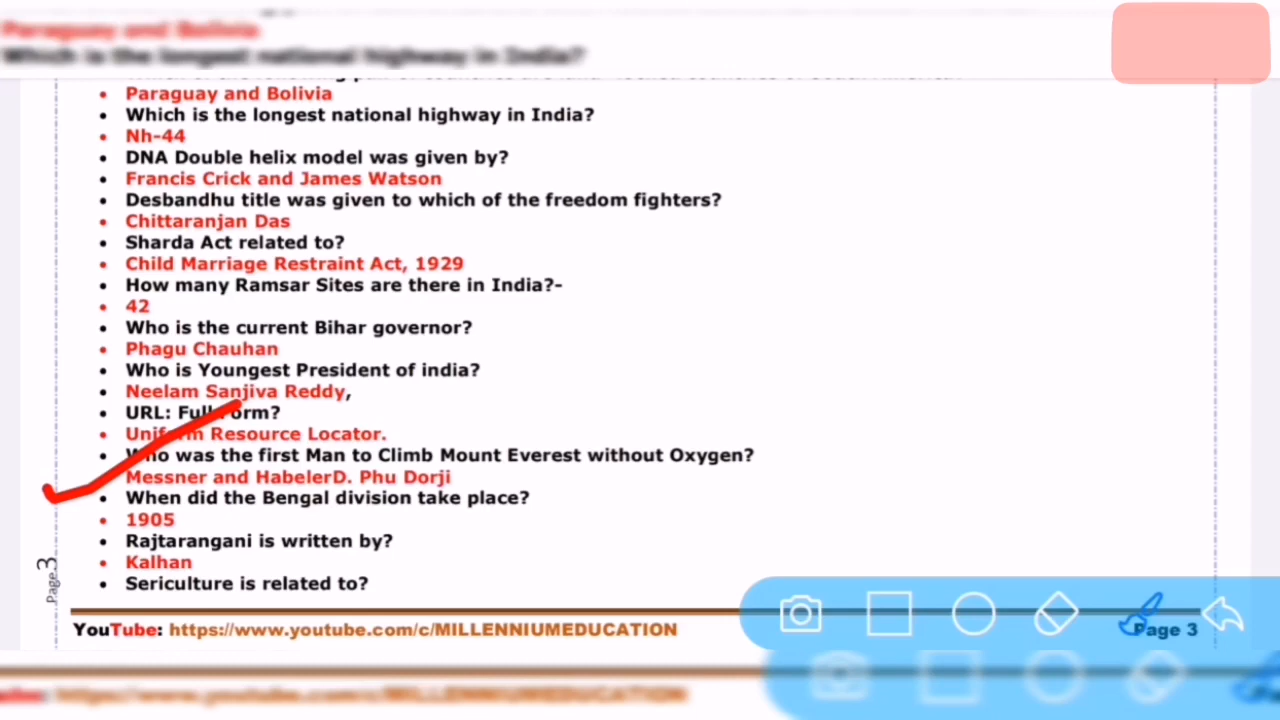 Paraguay and Bolivia
Which is the longest national highway in India?
• Paraguay and Bolivia
• Which is the longest national highway in India?
• Nh-44
• DNA Double helix model was given by?
• Francis Crick and James Watson
• Desbandhu title was given to which of the freedom fighters?
• Chittaranjan Das
• Sharda Act related to?
• Child Marriage Restraint Act, 1929
• How many Ramsar Sites are there in India?-
• 42
• Who is the current Bihar governor?
• Phagu Chauhan
• Who is Youngest President of india?
• Neelam Sanjiva Reddy,
• URL: Full Form?
• Uniform Resource Locator.
• Who was the first Man to Climb Mount Everest without Oxygen?
Messner and HabelerD. Phu Dorji
• When did the Bengal division take place?
• 1905
• Rajtarangani is written by?
• Kalhan
• Sericulture is related to?
Page 3
YouTube: https://www.youtube.com/c/MILLENNIUMEDUCATION
Page 3
https://www.youtube.com/c/MILLENNIUMEDUCATION